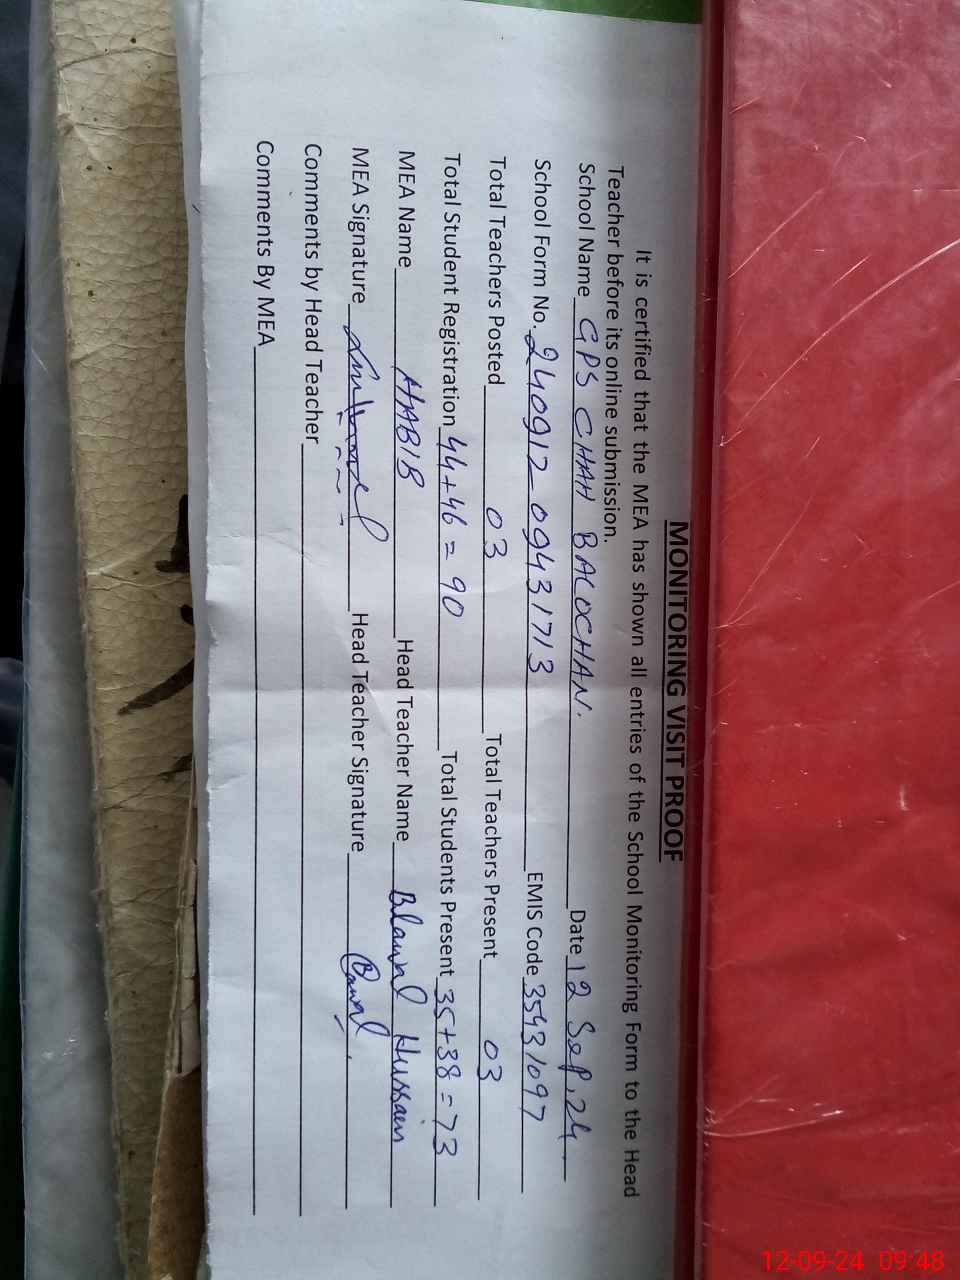 MONITORING VISIT PROOF
It is certified that the MEA has shown all entries of the School Monitoring Form to the Head
Teacher before its online submission.
School Name GPS CHAH BALOCHAN. Date 12 Sep, 24
School Form No. 240912 09431713 EMIS Code 35431097
Total Teachers Posted 03 Total Teachers Present 03
Total Student Registration 44+46 = 90 Total Students Present 35+38 = 73
MEA Name HABIB Head Teacher Name Hussain
MEA Signature Head Teacher Signature
Comments by Head Teacher
Comments By MEA
12-09-24 09:48